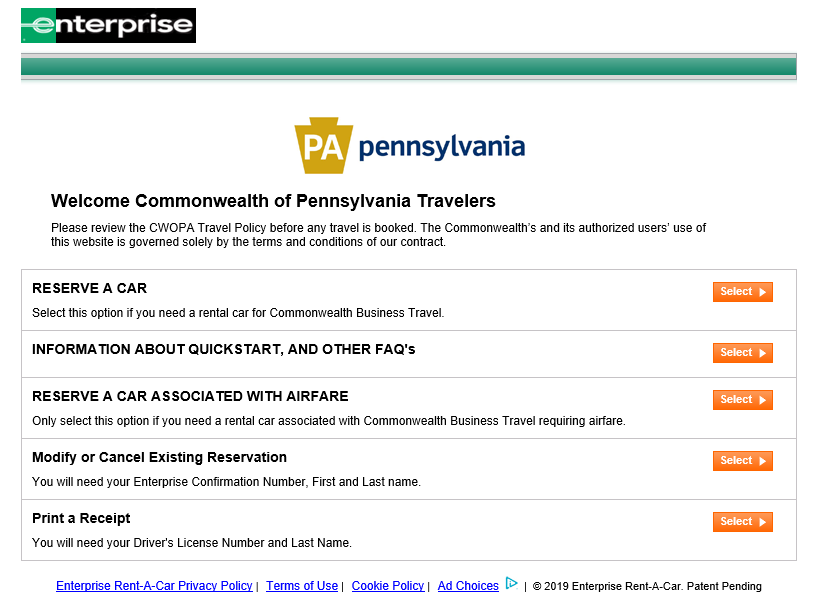 enterprise
PA pennsylvania
Welcome Commonwealth of Pennsylvania Travelers
Please review the CWOPA Travel Policy before any travel is booked. The Commonwealth's and its authorized users' use of
this website is governed solely by the terms and conditions of our contract.
RESERVE A CAR
Select
Select this option if you need a rental car for Commonwealth Business Travel.
INFORMATION ABOUT QUICKSTART, AND OTHER FAQ's
Select
RESERVE A CAR ASSOCIATED WITH AIRFARE
Select
Only select this option if you need a rental car associated with Commonwealth Business Travel requiring airfare.
Modify or Cancel Existing Reservation
Select
You will need your Enterprise Confirmation Number, First and Last name.
Print a Receipt
Select
You will need your Driver's License Number and Last Name.
Enterprise Rent-A-Car Privacy Policy | Terms of Use | Cookie Policy | Ad Choices | © 2019 Enterprise Rent-A-Car. Patent Pending